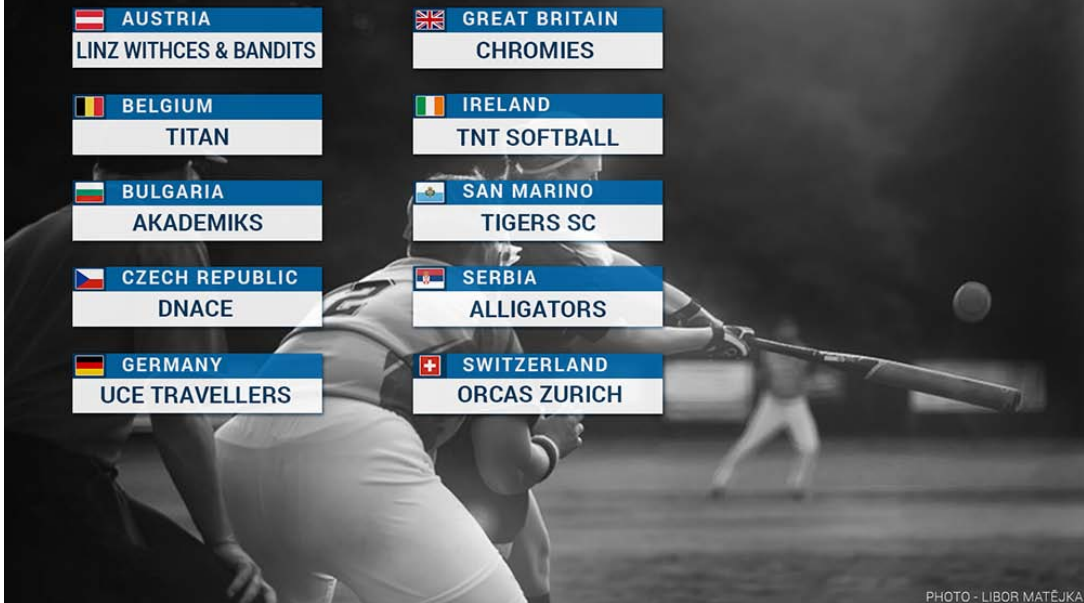 AUSTRIA
LINZ WITHCES & BANDITS
BELGIUM
TITAN
BULGARIA
AKADEMIKS
CZECH REPUBLIC
DNACE
GERMANY
UCE TRAVELLERS
GREAT BRITAIN
CHROMIES
IRELAND
TNT SOFTBALL
SAN MARINO
TIGERS SC
SERBIA
ALLIGATORS
SWITZERLAND
ORCAS ZURICH
2
PHOTO - LIBOR MATĚJKA